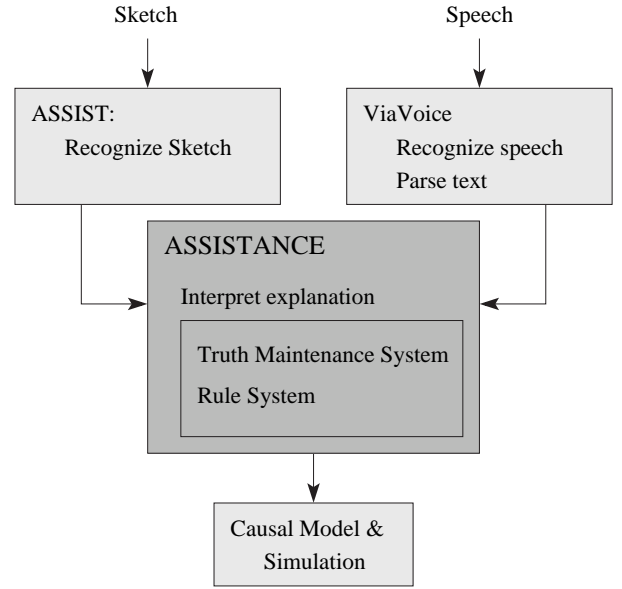 Sketch
Speech
ASSIST:
Recognize Sketch
ViaVoice
Recognize speech
Parse text
ASSISTANCE
Interpret explanation
Truth Maintenance System
Rule System
Causal Model &
Simulation